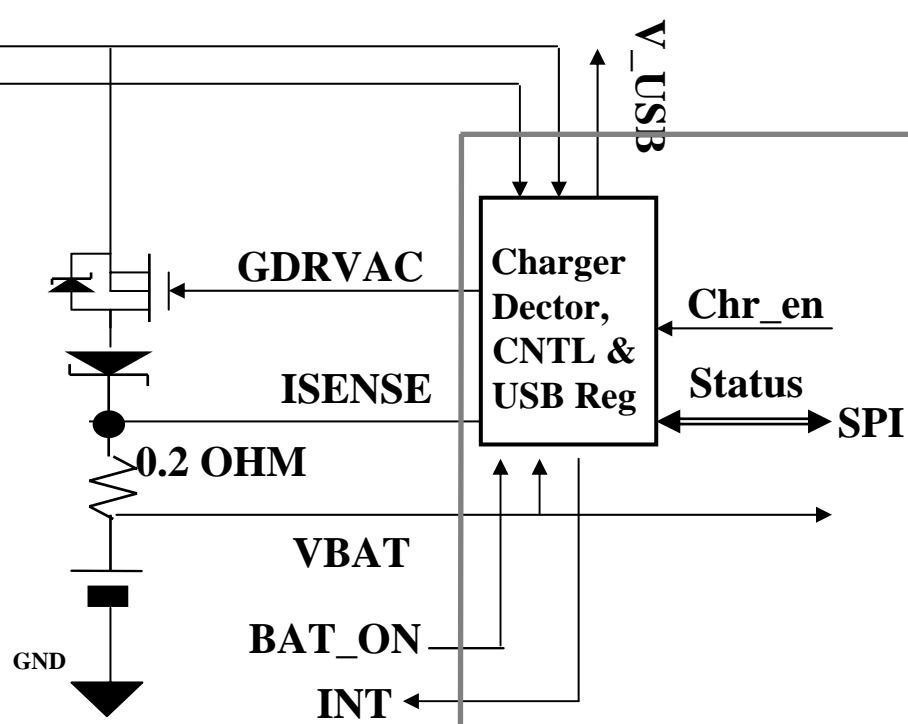 V_USB
GDRVAC
Charger
Dector,
CNTL &
USB Reg
Chr_en
ISENSE
Status
SPI
0.2 OHM
VBAT
BAT_ON
GND
INT